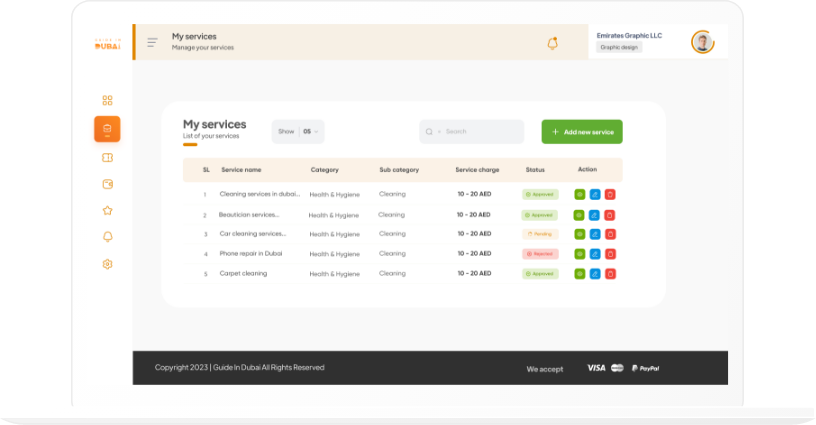 GUIDE IN
DUBAI
My services
Manage your services
Emirates Graphic LLC
Graphic design
My services
List of your services
Show 05
Search
+ Add new service
SL Service name Category Sub category Service charge Status Action
1 Cleaning services in dubai... Health & Hygiene Cleaning 10 - 20 AED Approved
2 Beautician services... Health & Hygiene Cleaning 10 - 20 AED Approved
3 Car cleaning services... Health & Hygiene Cleaning 10 - 20 AED Pending
4 Phone repair in Dubai Health & Hygiene Cleaning 10 - 20 AED Rejected
5 Carpet cleaning Health & Hygiene Cleaning 10 - 20 AED Approved
Copyright 2023 | Guide In Dubai All Rights Reserved
We accept VISA PayPal